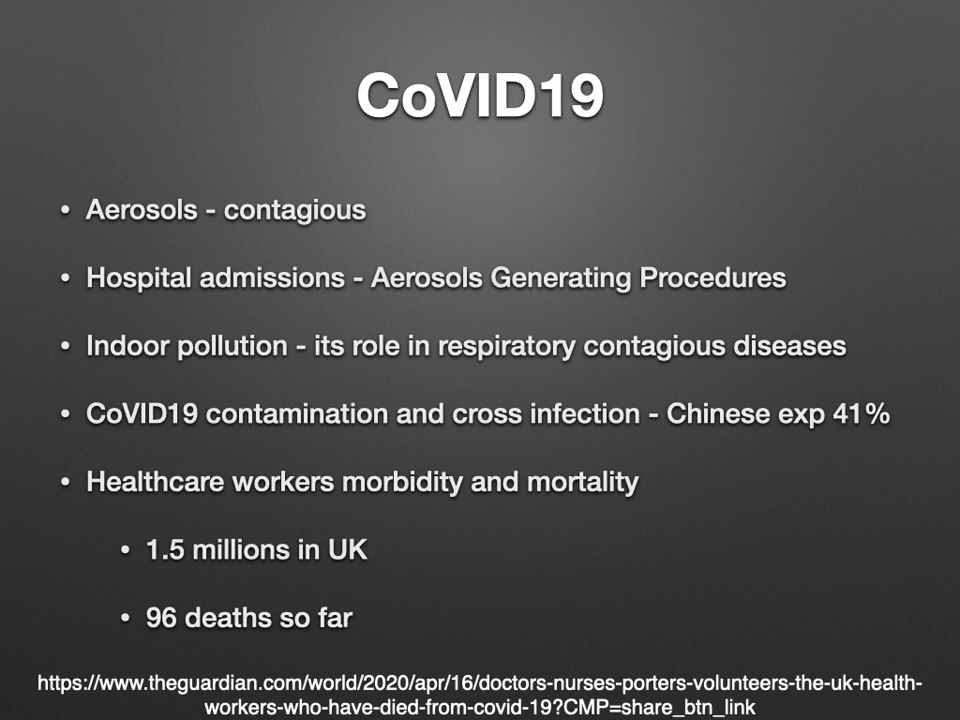 CoVID19
• Aerosols - contagious
• Hospital admissions - Aerosols Generating Procedures
• Indoor pollution - its role in respiratory contagious diseases
• CoVID19 contamination and cross infection - Chinese exp 41%
• Healthcare workers morbidity and mortality
• 1.5 millions in UK
• 96 deaths so far
https://www.theguardian.com/world/2020/apr/16/doctors-nurses-porters-volunteers-the-uk-health-
workers-who-have-died-from-covid-19?CMP=share_btn_link